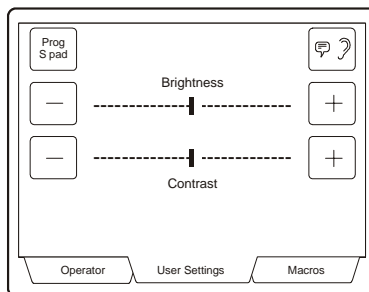 Prog
S pad
Brightness
Contrast
Operator
User Settings
Macros